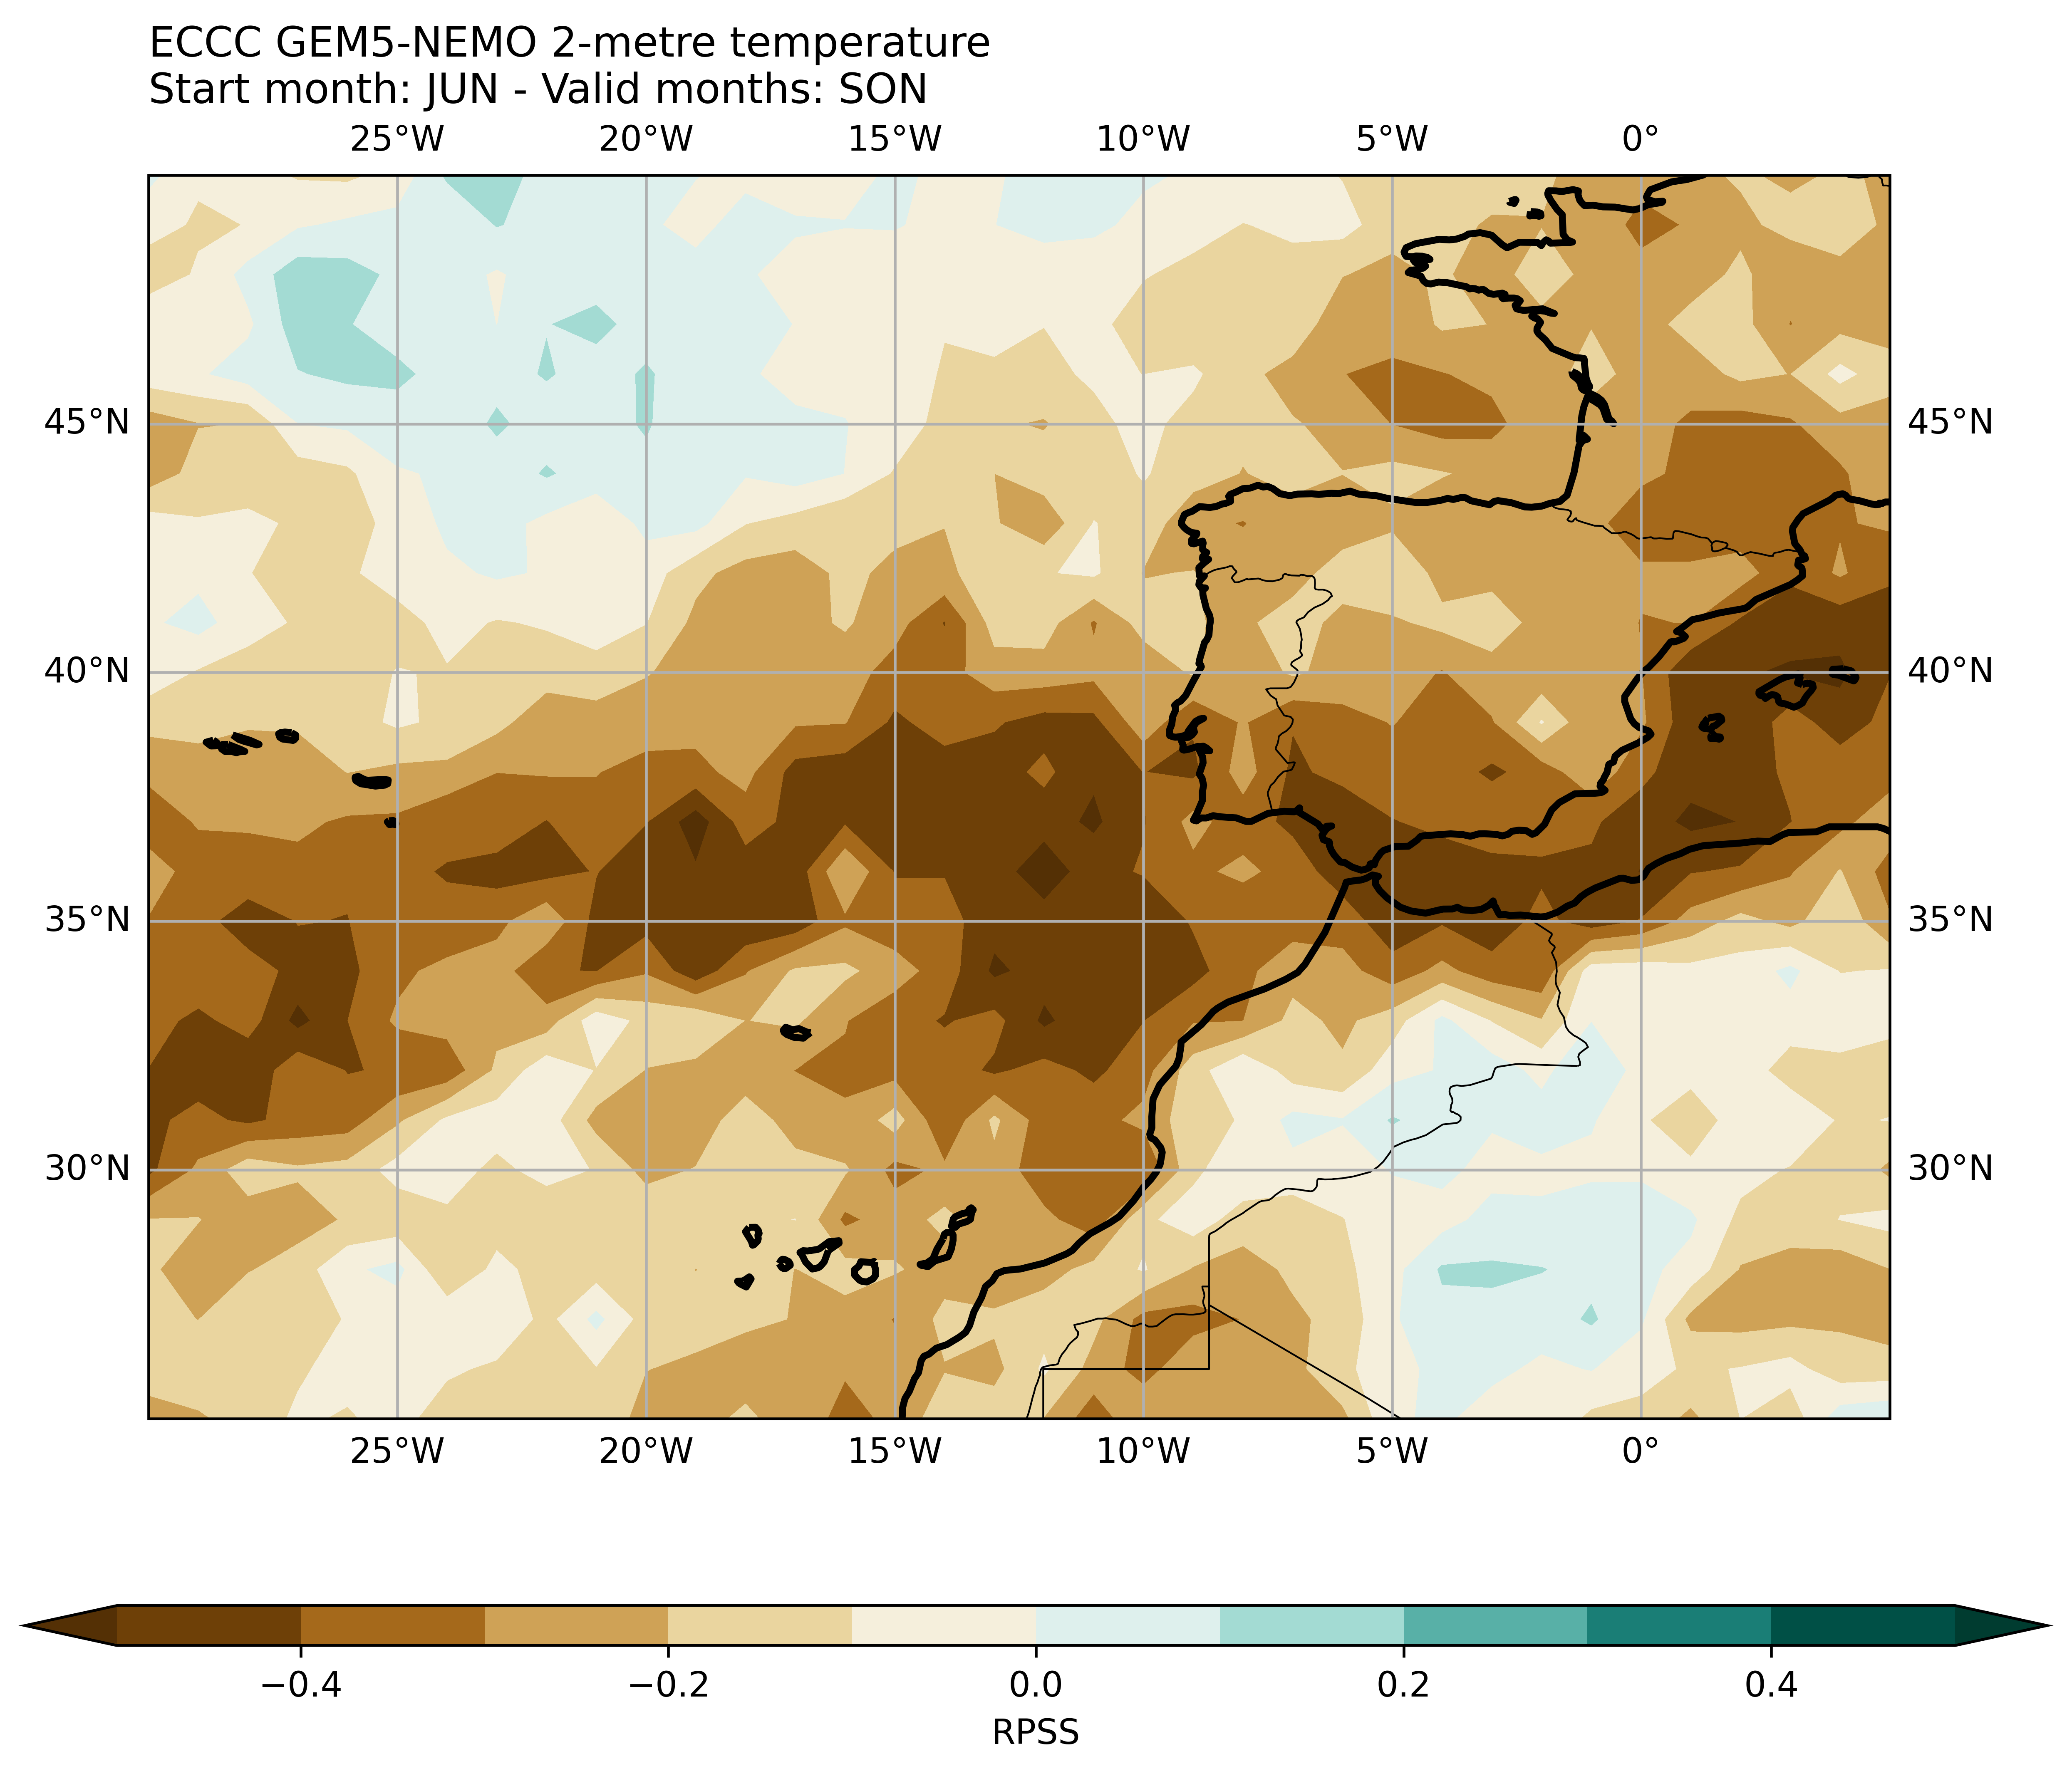 ECCC GEM5-NEMO 2-metre temperature
Start month: JUN - Valid months: SON
25°W 20°W 15°W 10°W 5°W 0°
45°N 45°N
40°N 40°N
35°N 35°N
30°N 30°N
25°W 20°W 15°W 10°W 5°W 0°
−0.4 −0.2 0.0 0.2 0.4
RPSS